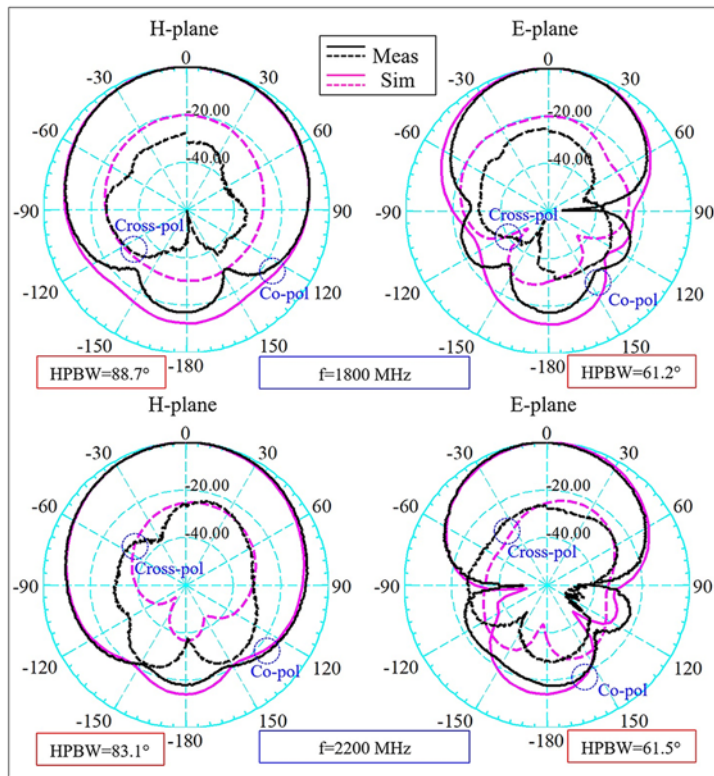 H-plane
E-plane
Meas
Sim
0
-30
30
-60
60
-90
90
-120
120
-150
150
-180
-20.00
-40.00
Cross-pol
Co-pol
0
-30
30
-60
60
-90
90
-120
120
-150
150
-180
-20.00
-40.00
Cross-pol
Co-pol
HPBW=88.7°
f=1800 MHz
HPBW=61.2°
H-plane
E-plane
0
-30
30
-60
60
-90
90
-120
120
-150
150
-180
-20.00
-40.00
Cross-pol
Co-pol
0
-30
30
-60
60
-90
90
-120
120
-150
150
-180
-20.00
-40.00
Cross-pol
Co-pol
HPBW=83.1°
f=2200 MHz
HPBW=61.5°